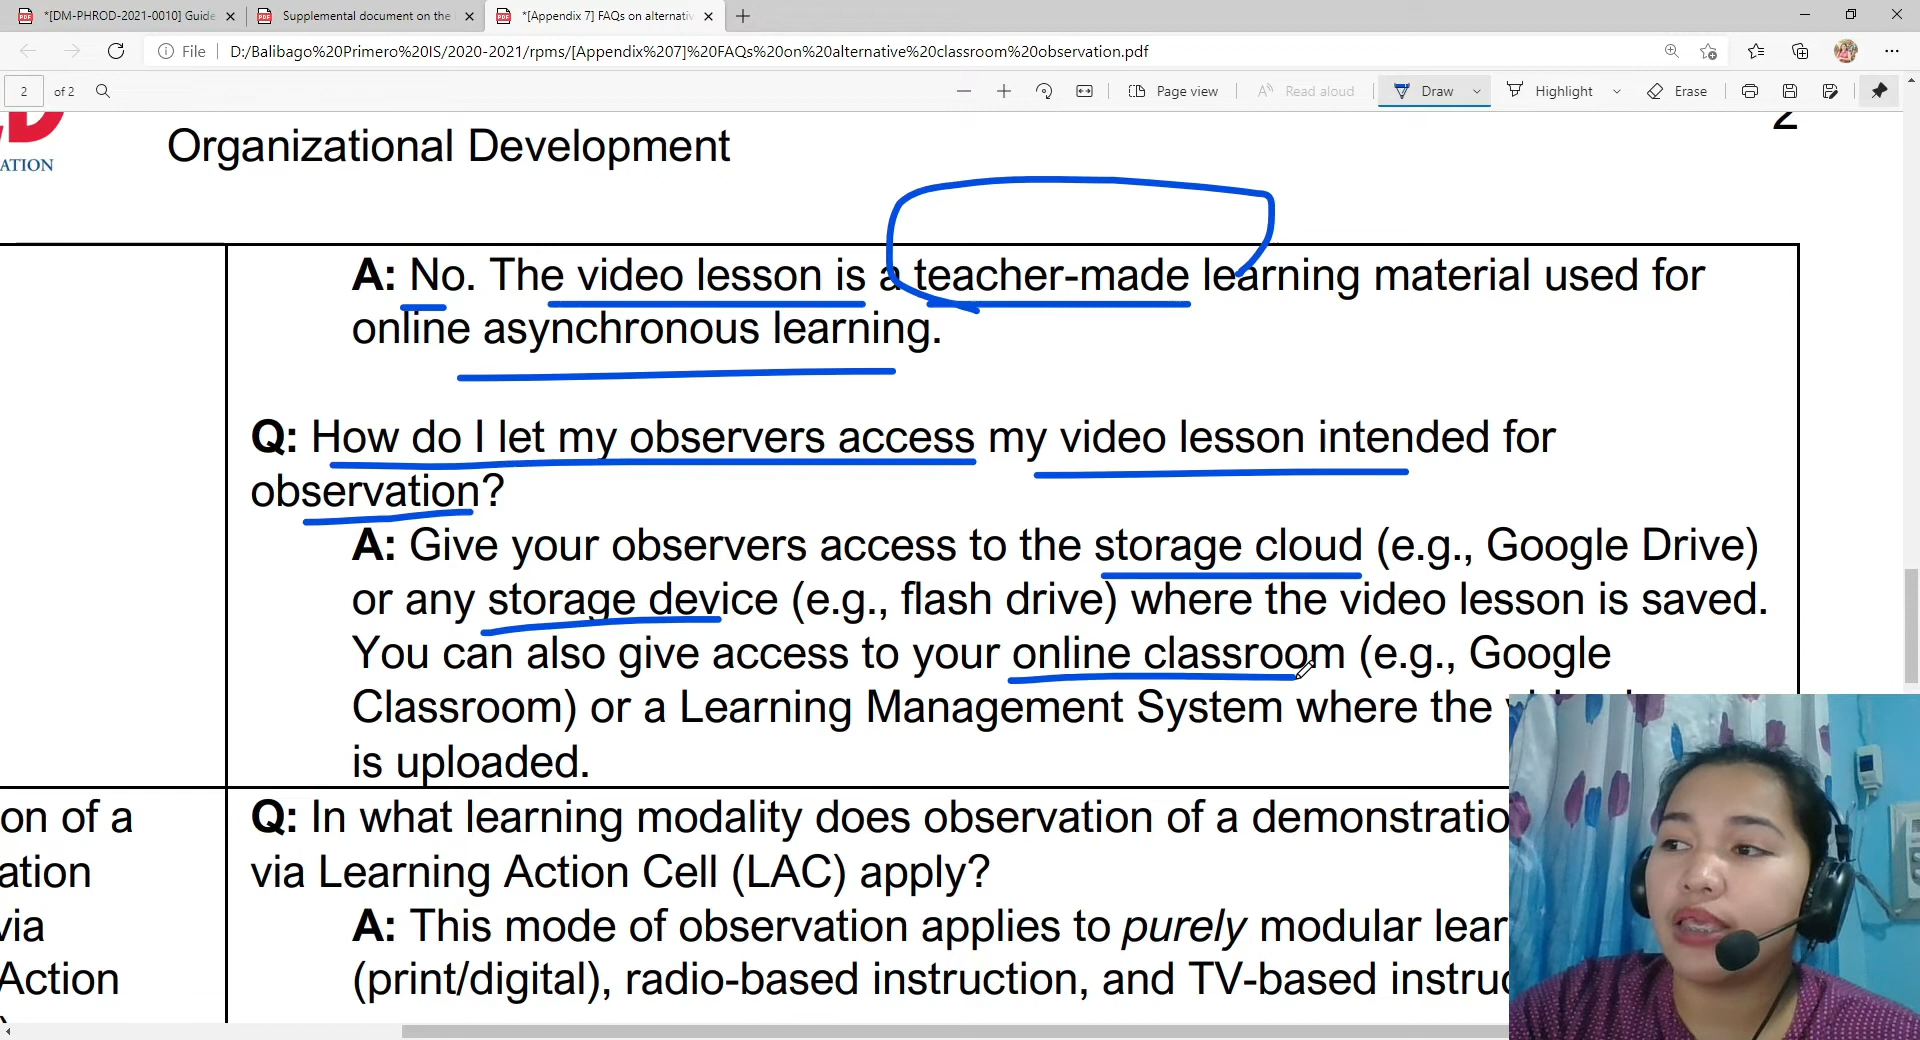 *[DM-PHROD-2021-0010] Guide
Supplemental document on the
*[Appendix 7] FAQs on alternativ
File
D:/Balibago%20Primero%20IS/2020-2021/rpms/[Appendix%207]%20FAQs%20on%20alternative%20classroom%20observation.pdf
2 of 2
Page view
Read aloud
Draw
Highlight
Erase
ATION
Organizational Development
2
A: No. The video lesson is a teacher-made learning material used for
online asynchronous learning.
Q: How do I let my observers access my video lesson intended for
observation?
A: Give your observers access to the storage cloud (e.g., Google Drive)
or any storage device (e.g., flash drive) where the video lesson is saved.
You can also give access to your online classroom (e.g., Google
Classroom) or a Learning Management System where the
is uploaded.
on of a
ation
via
Action
Q: In what learning modality does observation of a demonstratio
via Learning Action Cell (LAC) apply?
A: This mode of observation applies to purely modular lear
(print/digital), radio-based instruction, and TV-based instruc